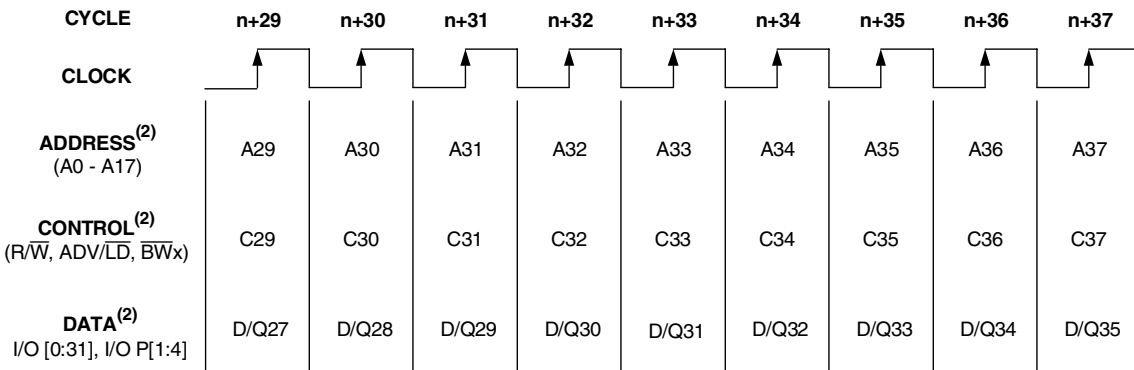 CYCLE n+29 n+30 n+31 n+32 n+33 n+34 n+35 n+36 n+37
CLOCK
ADDRESS(2)
(A0 - A17) A29 A30 A31 A32 A33 A34 A35 A36 A37
CONTROL(2)
(R/W̅, ADV/L̅D̅, B̅W̅x) C29 C30 C31 C32 C33 C34 C35 C36 C37
DATA(2)
I/O [0:31], I/O P[1:4] D/Q27 D/Q28 D/Q29 D/Q30 D/Q31 D/Q32 D/Q33 D/Q34 D/Q35